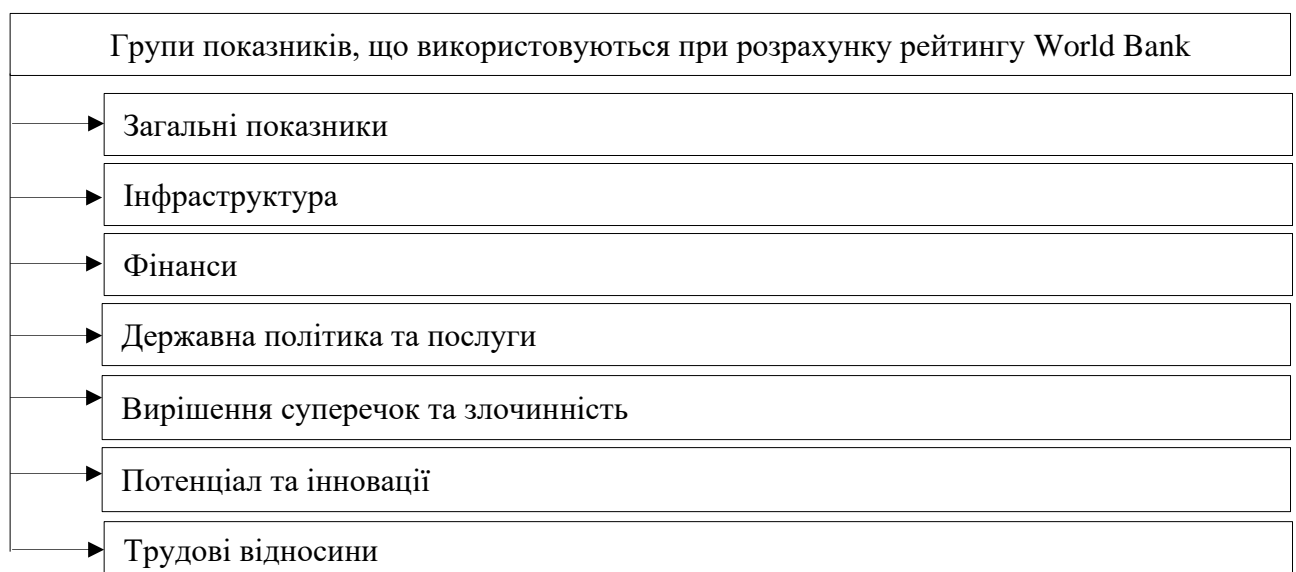 Групи показників, що використовуються при розрахунку рейтингу World Bank
Загальні показники
Інфраструктура
Фінанси
Державна політика та послуги
Вирішення суперечок та злочинність
Потенціал та інновації
Трудові відносини